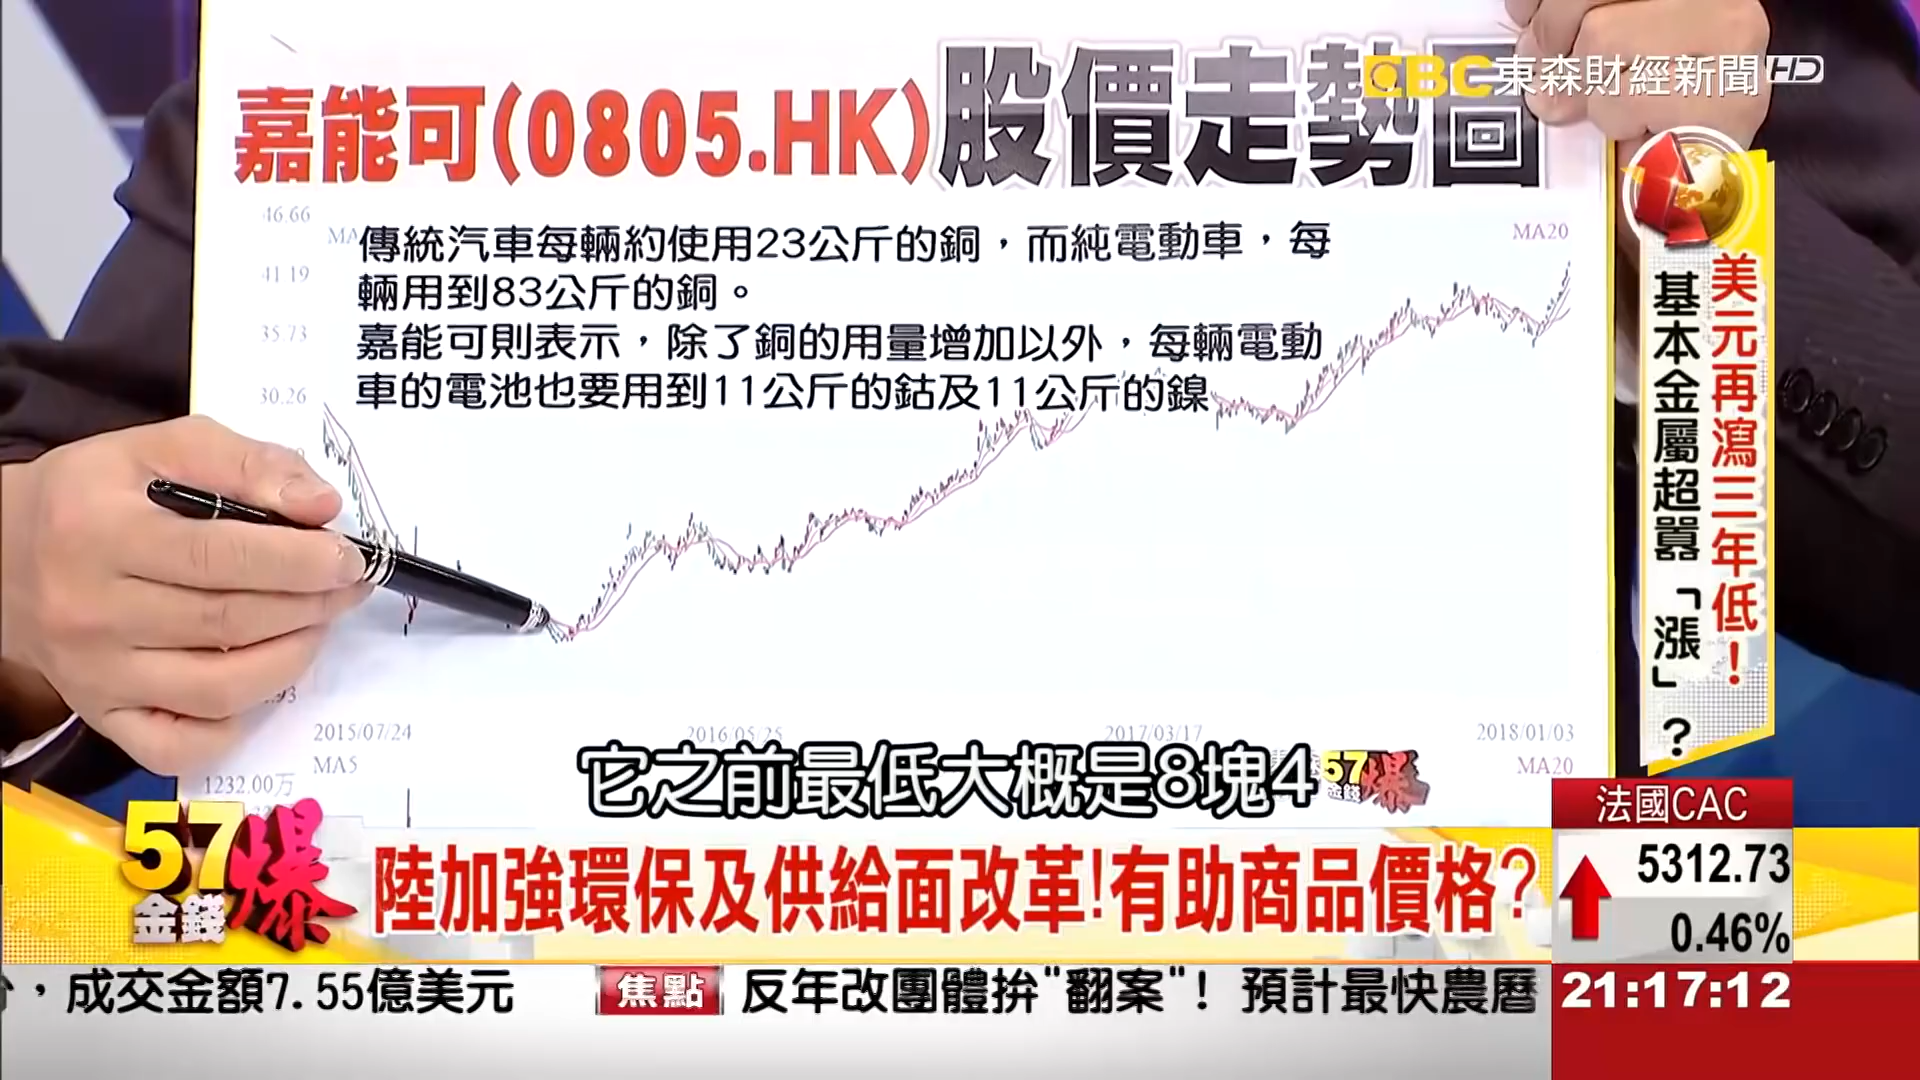 嘉能可(0805.HK)股價走勢圖
EBC東森財經新聞HD
46.66
MA20
傳統汽車每輛約使用23公斤的銅，而純電動車，每
41.19
輛用到83公斤的銅。
35.73
嘉能可則表示，除了銅的用量增加以外，每輛電動
30.26
車的電池也要用到11公斤的鈷及11公斤的鎳
美元再瀉三年低！
基本金屬超囂「漲」？
2015/07/24
2016/05/25
2017/03/17
2018/01/03
MA5
MA20
1232.00万
它之前最低大概是8塊4
57金錢爆
57金錢爆
陸加強環保及供給面改革!有助商品價格?
法國CAC
5312.73
0.46%
，成交金額7.55億美元
焦點
反年改團體拚"翻案"! 預計最快農曆
21:17:12